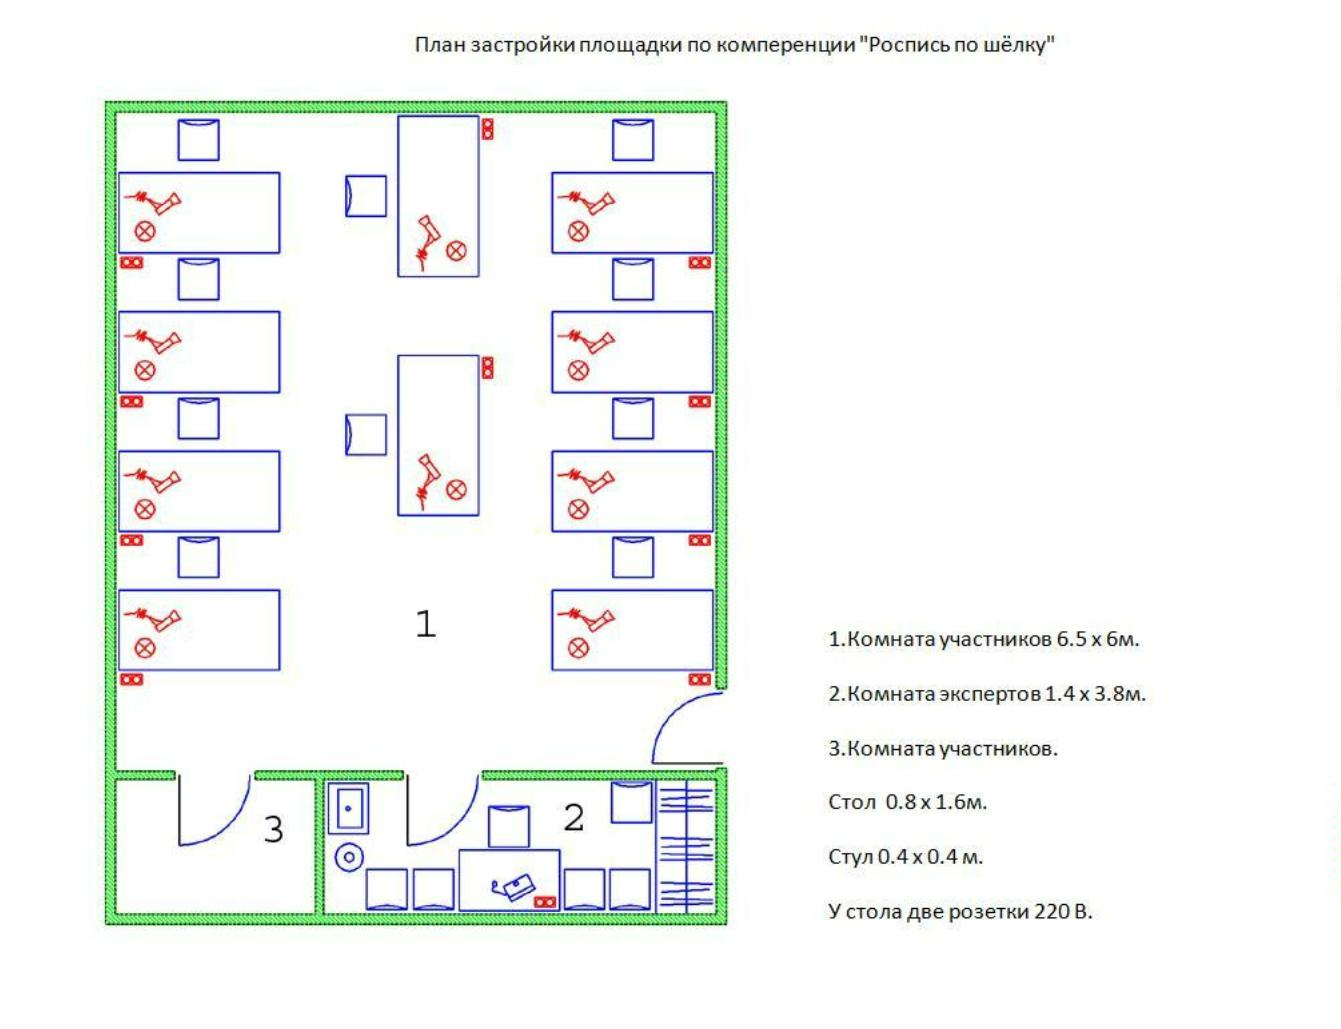 План застройки площадки по комперенции "Роспись по шёлку"
1
1.Комната участников 6.5 х 6м.
2.Комната экспертов 1.4 х 3.8м.
3.Комната участников.
2
3
Стол 0.8 х 1.6м.
Стул 0.4 х 0.4 м.
У стола две розетки 220 В.